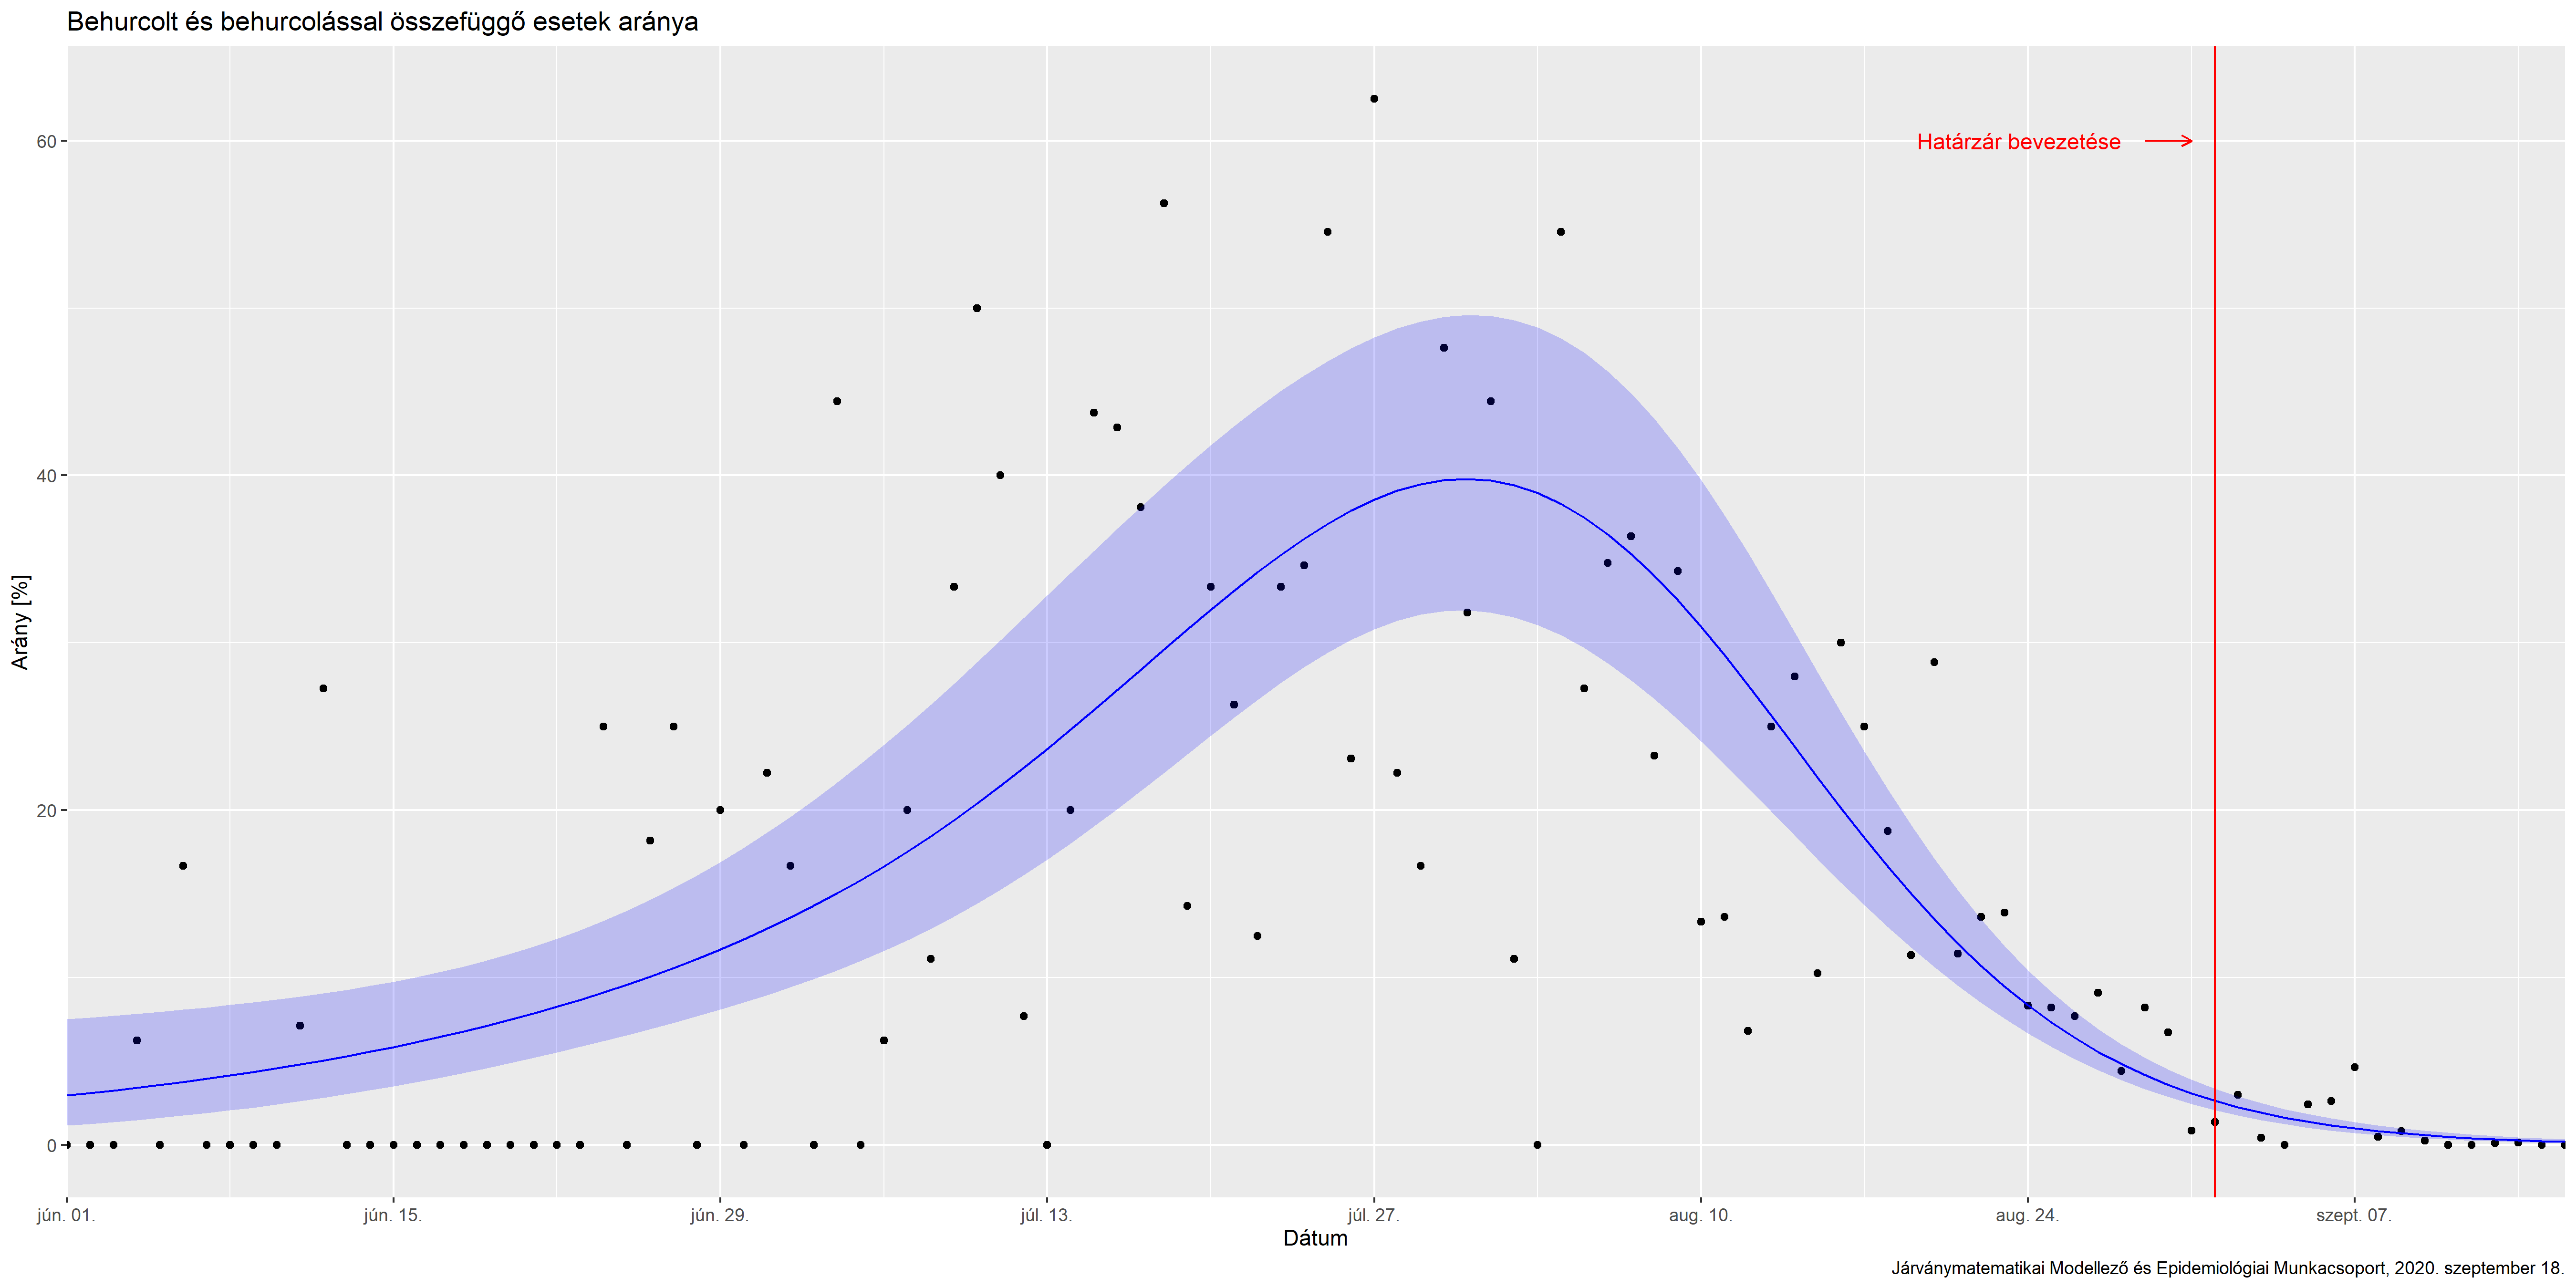 Behurcolt és behurcolással összefüggő esetek aránya
Határzár bevezetése
Arány [%]
60
40
20
0
jún. 01.
jún. 15.
jún. 29.
júl. 13.
júl. 27.
aug. 10.
aug. 24.
szept. 07.
Dátum
Járványmatematikai Modellező és Epidemiológiai Munkacsoport, 2020. szeptember 18.